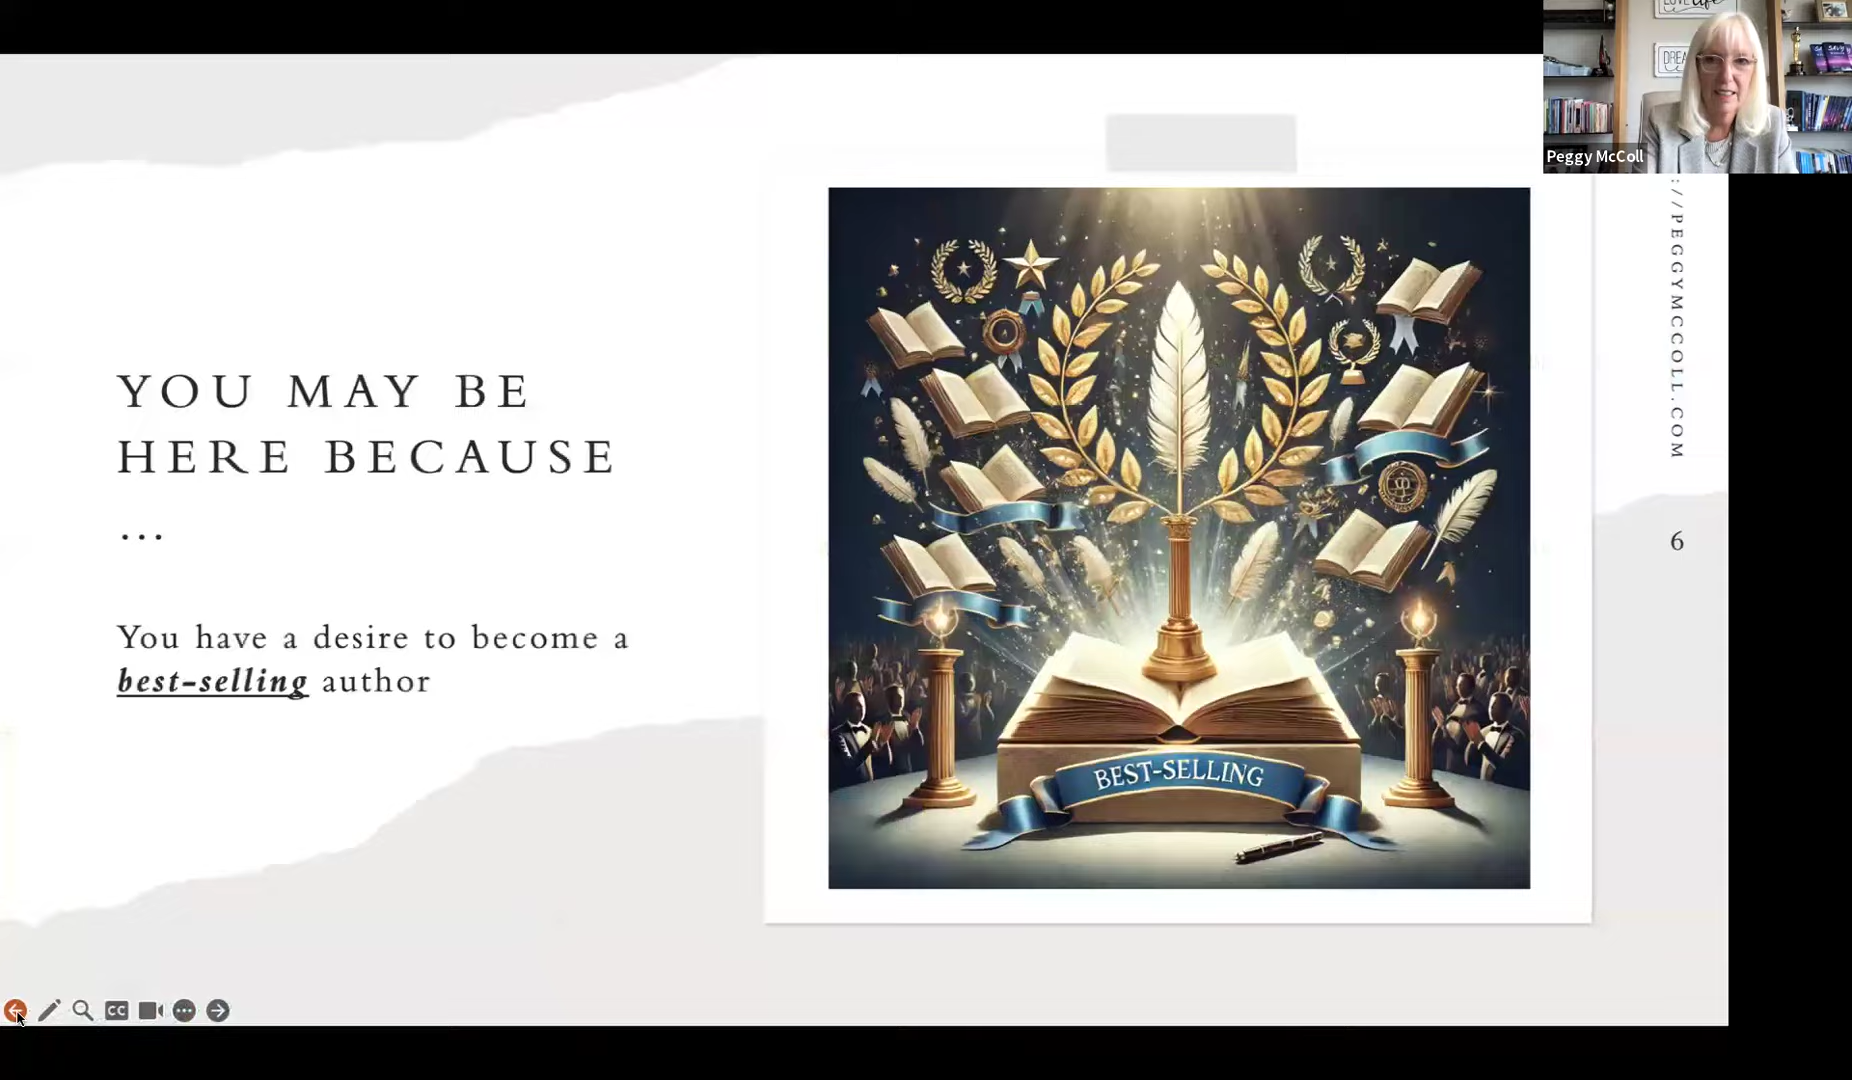 YOU MAY BE
HERE BECAUSE
...
You have a desire to become a
best-selling author
BEST-SELLING
://PEGGYMCCOLL.COM
6
Peggy McColl
CC